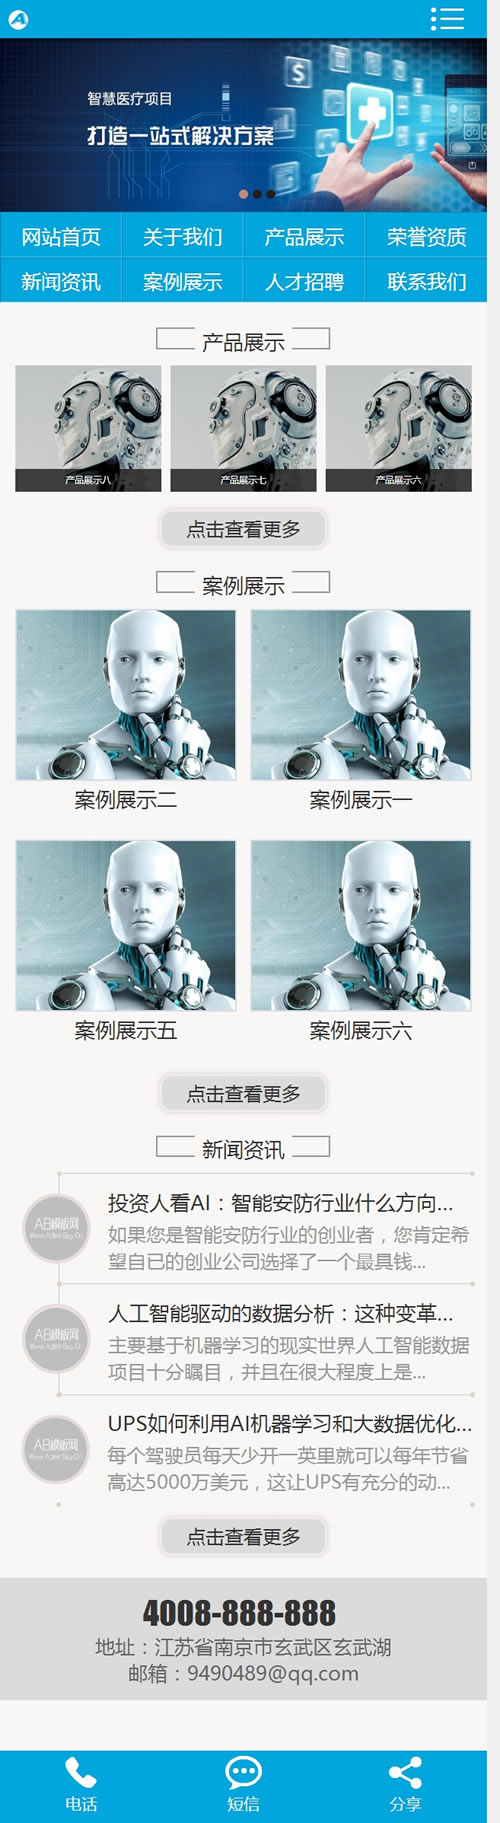 A
智慧医疗项目
打造一站式解决方案
$
网站首页 关于我们 产品展示 荣誉资质
新闻资讯 案例展示 人才招聘 联系我们
产品展示
产品展示八 产品展示七 产品展示六
点击查看更多
案例展示
案例展示二 案例展示一
案例展示五 案例展示六
点击查看更多
新闻资讯
投资人看AI：智能安防行业什么方向...
AB模板网
Www.AdminBuy.Cn
如果您是智能安防行业的创业者，您肯定希
望自已的创业公司选择了一个最具钱...
人工智能驱动的数据分析：这种变革...
AB模板网
Www.AdminBuy.Cn
主要基于机器学习的现实世界人工智能数据
项目十分瞩目，并且在很大程度上是...
UPS如何利用AI机器学习和大数据优化...
AB模板网
Www.AdminBuy.Cn
每个驾驶员每天少开一英里就可以每年节省
高达5000万美元，这让UPS有充分的动...
点击查看更多
4008-888-888
地址：江苏省南京市玄武区玄武湖
邮箱：9490489@qq.com
电话 短信 分享